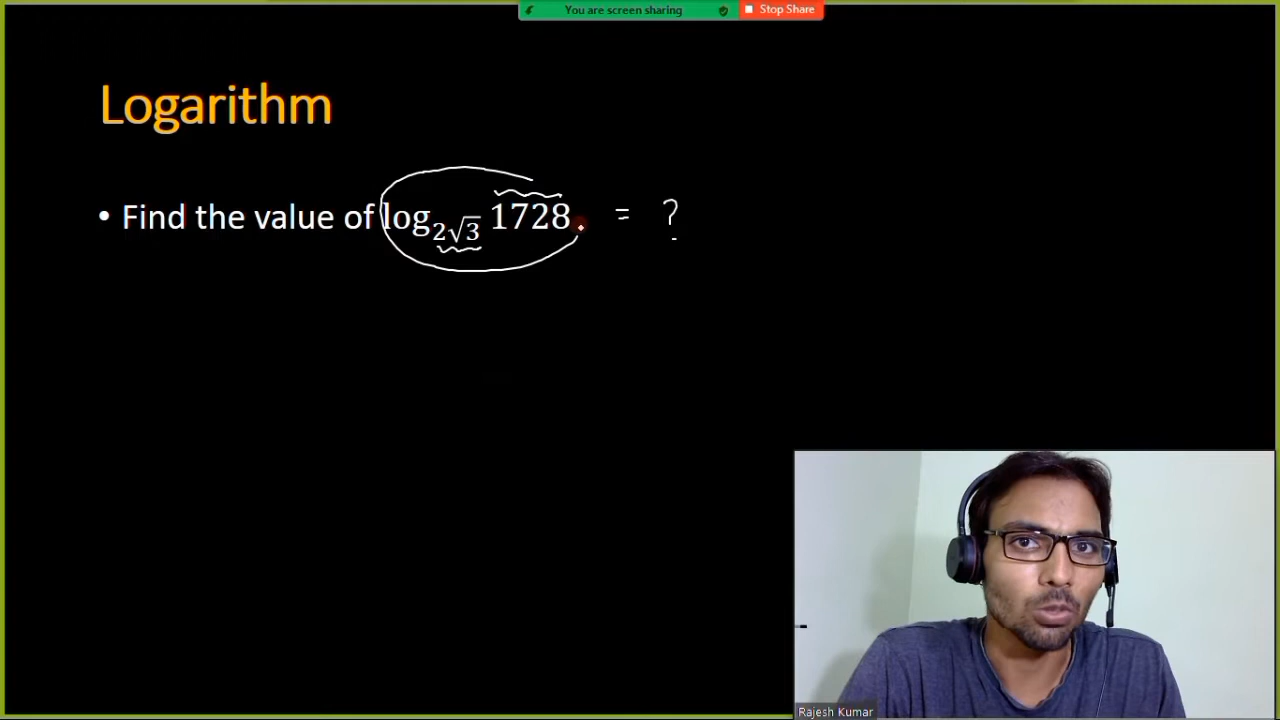 You are screen sharing Stop Share
Logarithm
• Find the value of log₂√₃ 1728. = ?
Rajesh Kumar